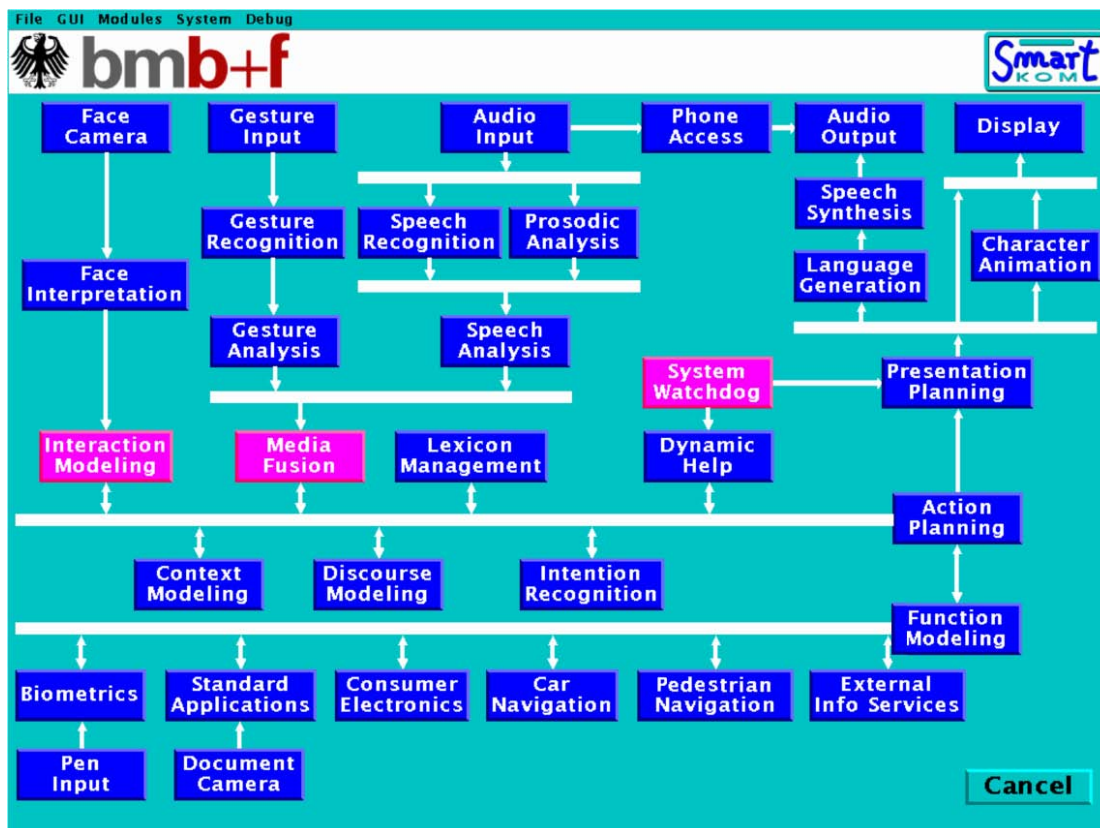 File GUI Modules System Debug
bmb+f
Smart
KOM
Face
Camera
Gesture
Input
Audio
Input
Phone
Access
Audio
Output
Display
Speech
Synthesis
Gesture
Recognition
Speech
Recognition
Prosodic
Analysis
Character
Animation
Face
Interpretation
Language
Generation
Gesture
Analysis
Speech
Analysis
System
Watchdog
Presentation
Planning
Interaction
Modeling
Media
Fusion
Lexicon
Management
Dynamic
Help
Action
Planning
Context
Modeling
Discourse
Modeling
Intention
Recognition
Function
Modeling
Biometrics
Standard
Applications
Consumer
Electronics
Car
Navigation
Pedestrian
Navigation
External
Info Services
Pen
Input
Document
Camera
Cancel